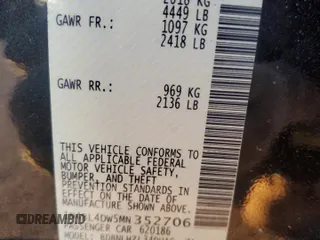 4449 LB
GAWR FR.: 1097 KG
2418 LB
GAWR RR.: 969 KG
2136 LB
THIS VEHICLE CONFORMS TO
ALL APPLICABLE FEDERAL
MOTOR VEHICLE SAFETY,
BUMPER, AND THEFT
PREVENTION STANDARDS IN
EFFECT ON THE DATE OF
MANUFACTURE SHOWN ABOVE.
L4DW5MN352706
PASSENGER CAR 620186
MODEL
DREAMBID